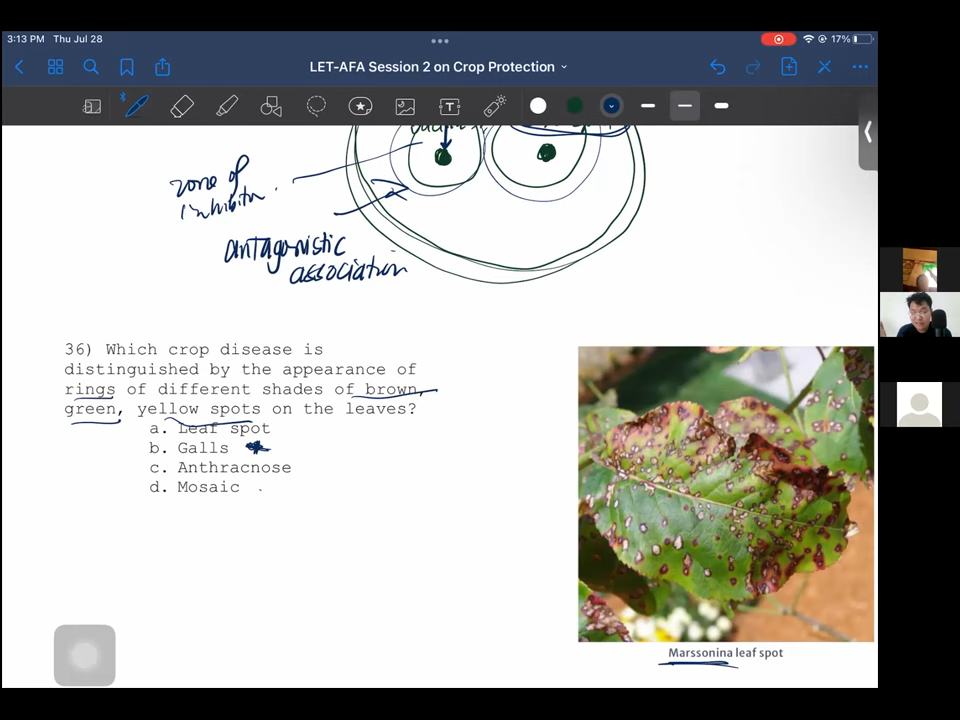 3:13 PM Thu Jul 28
17%
LET-AFA Session 2 on Crop Protection
zone of
antagonistic
association
36) Which crop disease is
distinguished by the appearance of
rings of different shades of brown,
green, yellow spots on the leaves?
a. Leaf spot
b. Galls
c. Anthracnose
d. Mosaic
Marssonina leaf spot